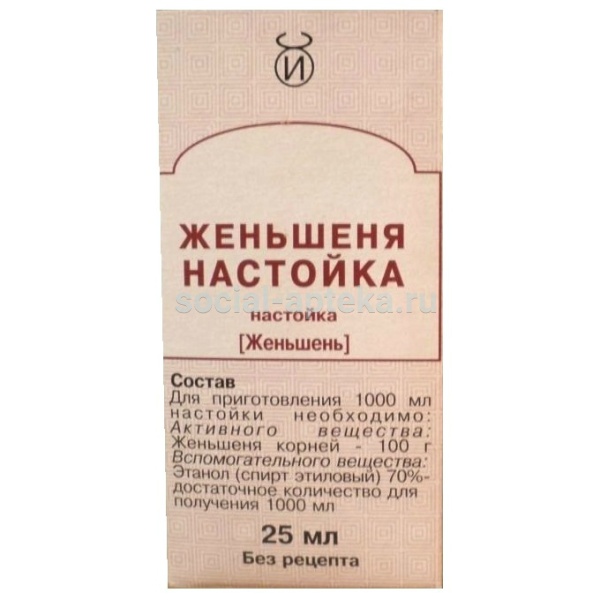 И
ЖЕНЬШЕНЯ
НАСТОЙКА
social-apteka.ru
настойка
[Женьшень]
Состав
Для приготовления 1000 мл
настойки необходимо:
Активного вещества:
Женьшеня корней - 100 г
Вспомогательного вещества:
Этанол (спирт этиловый) 70%-
достаточное количество для
получения 1000 мл
25 мл
Без рецепта